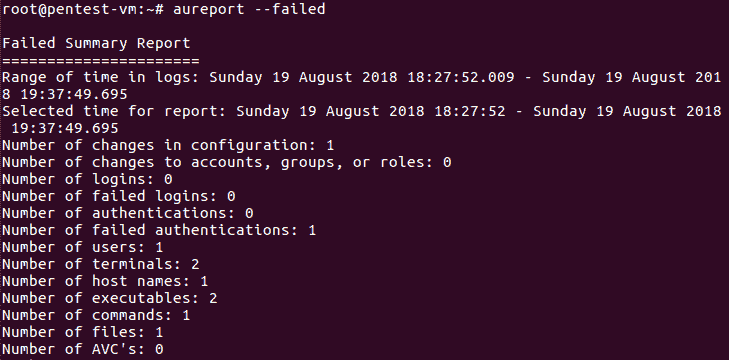 root@pentest-vm:~# aureport --failed
Failed Summary Report
======================
Range of time in logs: Sunday 19 August 2018 18:27:52.009 - Sunday 19 August 201
8 19:37:49.695
Selected time for report: Sunday 19 August 2018 18:27:52 - Sunday 19 August 2018
 19:37:49.695
Number of changes in configuration: 1
Number of changes to accounts, groups, or roles: 0
Number of logins: 0
Number of failed logins: 0
Number of authentications: 0
Number of failed authentications: 1
Number of users: 1
Number of terminals: 2
Number of host names: 1
Number of executables: 2
Number of commands: 1
Number of files: 1
Number of AVC's: 0